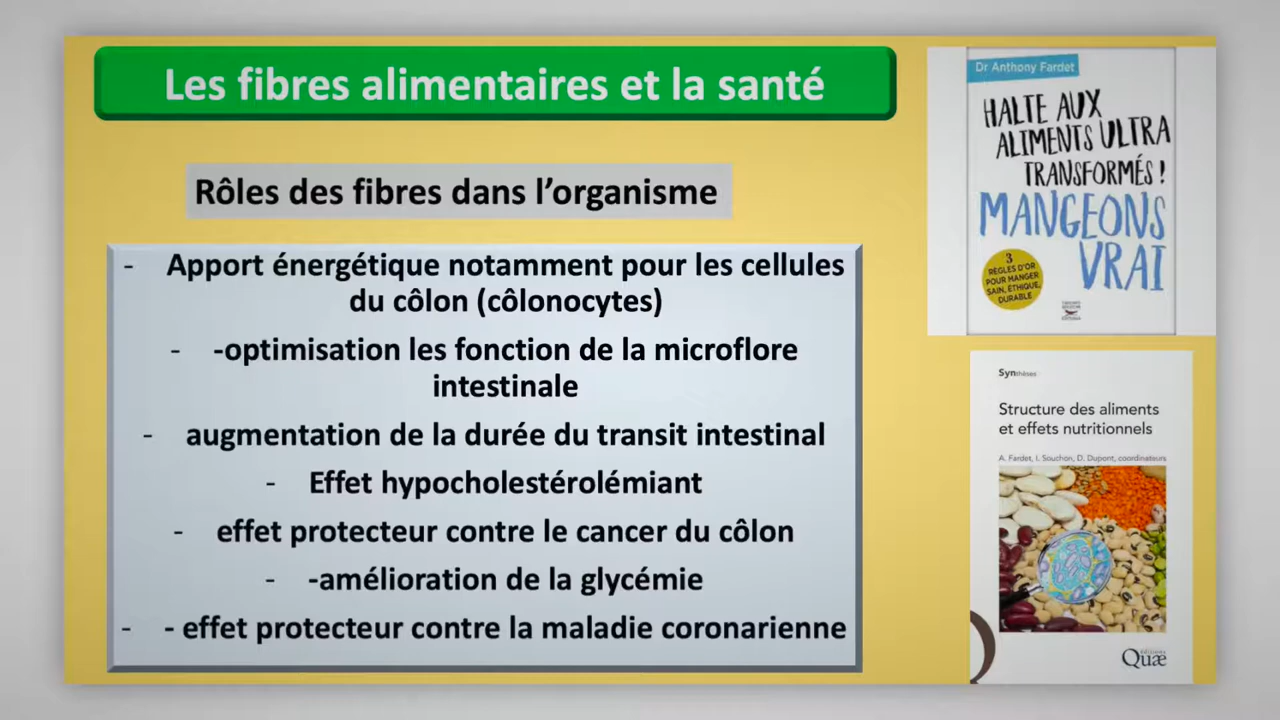 Les fibres alimentaires et la santé
Rôles des fibres dans l’organisme
- Apport énergétique notamment pour les cellules
du côlon (côlonocytes)
- -optimisation les fonction de la microflore
intestinale
- augmentation de la durée du transit intestinal
- Effet hypocholestérolémiant
- effet protecteur contre le cancer du côlon
- -amélioration de la glycémie
- - effet protecteur contre la maladie coronarienne
Dr Anthony Fardet
HALTE AUX
ALIMENTS ULTRA
TRANSFORMÉS !
MANGEONS
VRAI
3
RÈGLES D'OR
POUR MANGER
SAIN, ÉTHIQUE,
DURABLE
Synthèses
Structure des aliments
et effets nutritionnels
A. Fardet, I. Souchon, D. Dupont, coordinateurs
éditions
Quæ